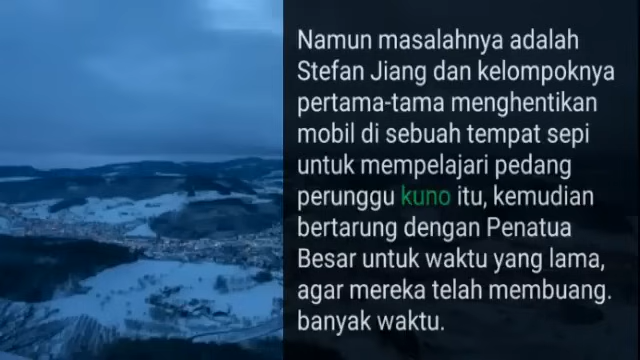 Namun masalahnya adalah
Stefan Jiang dan kelompoknya
pertama-tama menghentikan
mobil di sebuah tempat sepi
untuk mempelajari pedang
perunggu kuno itu, kemudian
bertarung dengan Penatua
Besar untuk waktu yang lama,
agar mereka telah membuang.
banyak waktu.